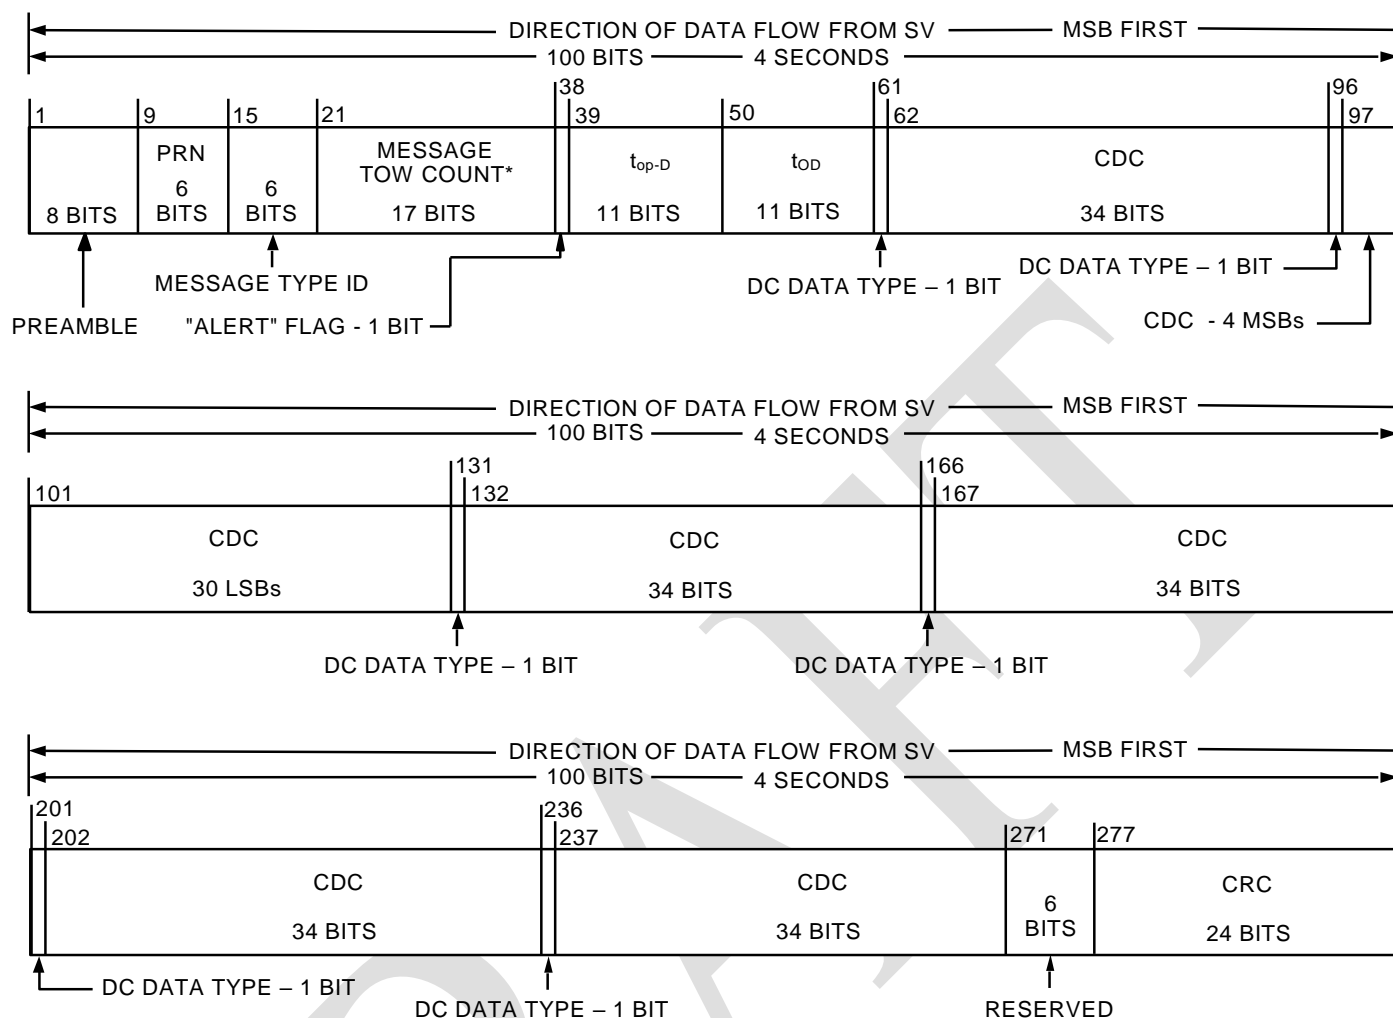 DIRECTION OF DATA FLOW FROM SV MSB FIRST
100 BITS 4 SECONDS
38 61 96
1 9 15 21 39 50 62 97
PRN
6
BITS
MESSAGE
TOW COUNT*
17 BITS
t_op-D
11 BITS
t_OD
11 BITS
CDC
34 BITS
8 BITS
6
BITS
MESSAGE TYPE ID
DC DATA TYPE – 1 BIT
DC DATA TYPE – 1 BIT
PREAMBLE
"ALERT" FLAG - 1 BIT
CDC - 4 MSBs
DIRECTION OF DATA FLOW FROM SV MSB FIRST
100 BITS 4 SECONDS
131 166
101 132 167
CDC
30 LSBs
CDC
34 BITS
CDC
34 BITS
DC DATA TYPE – 1 BIT
DC DATA TYPE – 1 BIT
DIRECTION OF DATA FLOW FROM SV MSB FIRST
100 BITS 4 SECONDS
201 236
202 237 271 277
CDC
34 BITS
CDC
34 BITS
6
BITS
CRC
24 BITS
DC DATA TYPE – 1 BIT
DC DATA TYPE – 1 BIT
RESERVED
DRAFT